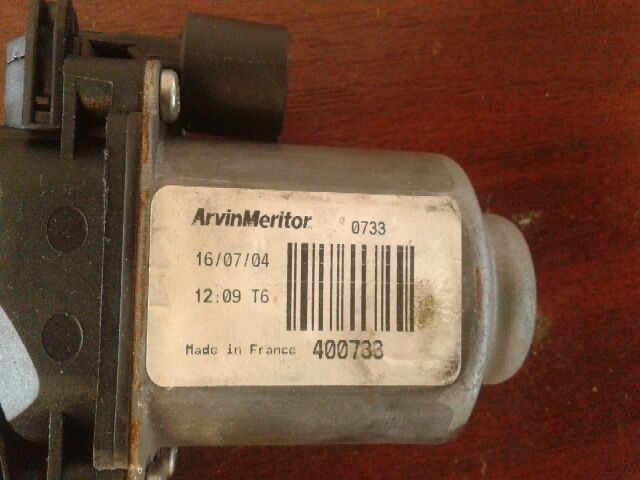 ArvinMeritor 0733
16/07/04
12:09 T6
Made in France 400733